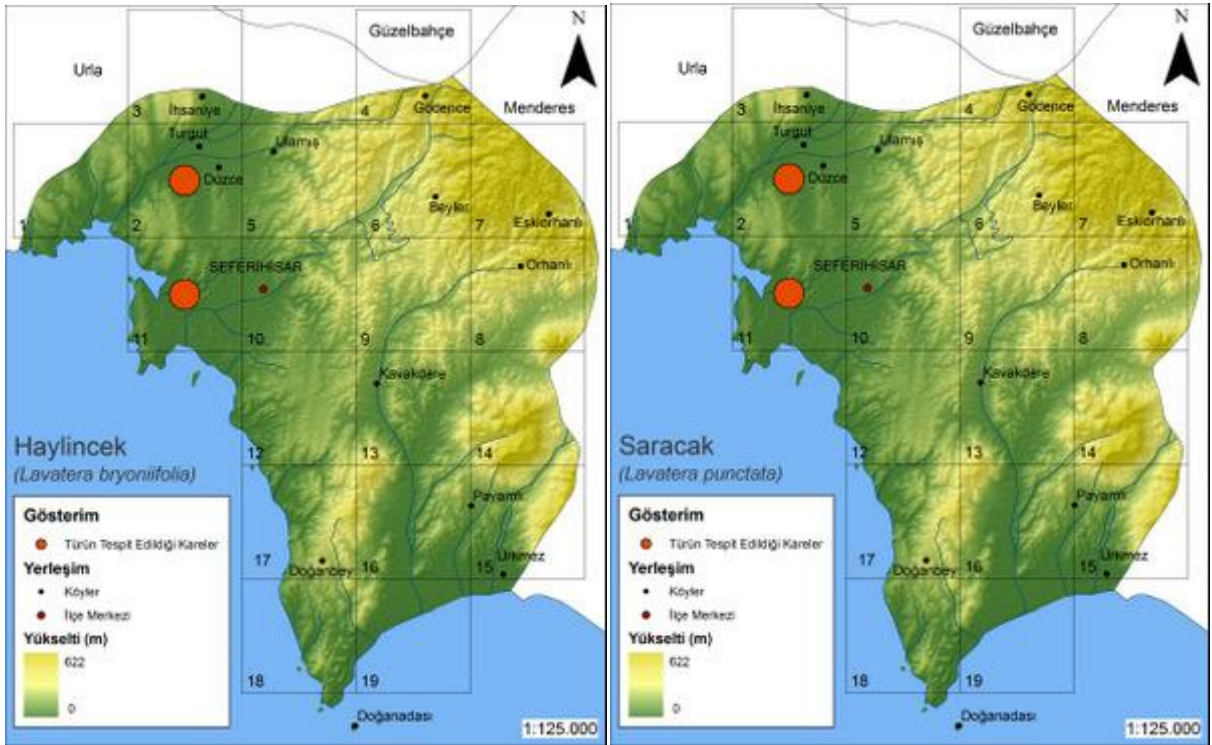 N
Güzelbahçe
Urla
Gödence
Menderes
3
4
İhsaniye
Turgut
Ulamış
Düzce
Beyler
Eskiorhanlı
1
2
5
6
7
Orhanlı
SEFERİHİSAR
11
10
9
8
Kavakdere
Haylincek
(Lavatera bryoniifolia)
12
13
14
Payamlı
Gösterim
Türün Tespit Edildiği Kareler
Yerleşim
Köyler
İlçe Merkezi
Yükselti (m)
622
0
17
Doğanbey
16
15
Ürkmez
18
19
Doğanadası
1:125.000
N
Güzelbahçe
Urla
Gödence
Menderes
3
4
İhsaniye
Turgut
Ulamış
Düzce
Beyler
Eskiorhanlı
1
2
5
6
7
Orhanlı
SEFERİHİSAR
11
10
9
8
Kavakdere
Saracak
(Lavatera punctata)
12
13
14
Payamlı
Gösterim
Türün Tespit Edildiği Kareler
Yerleşim
Köyler
İlçe Merkezi
Yükselti (m)
622
0
17
Doğanbey
16
15
Ürkmez
18
19
Doğanadası
1:125.000